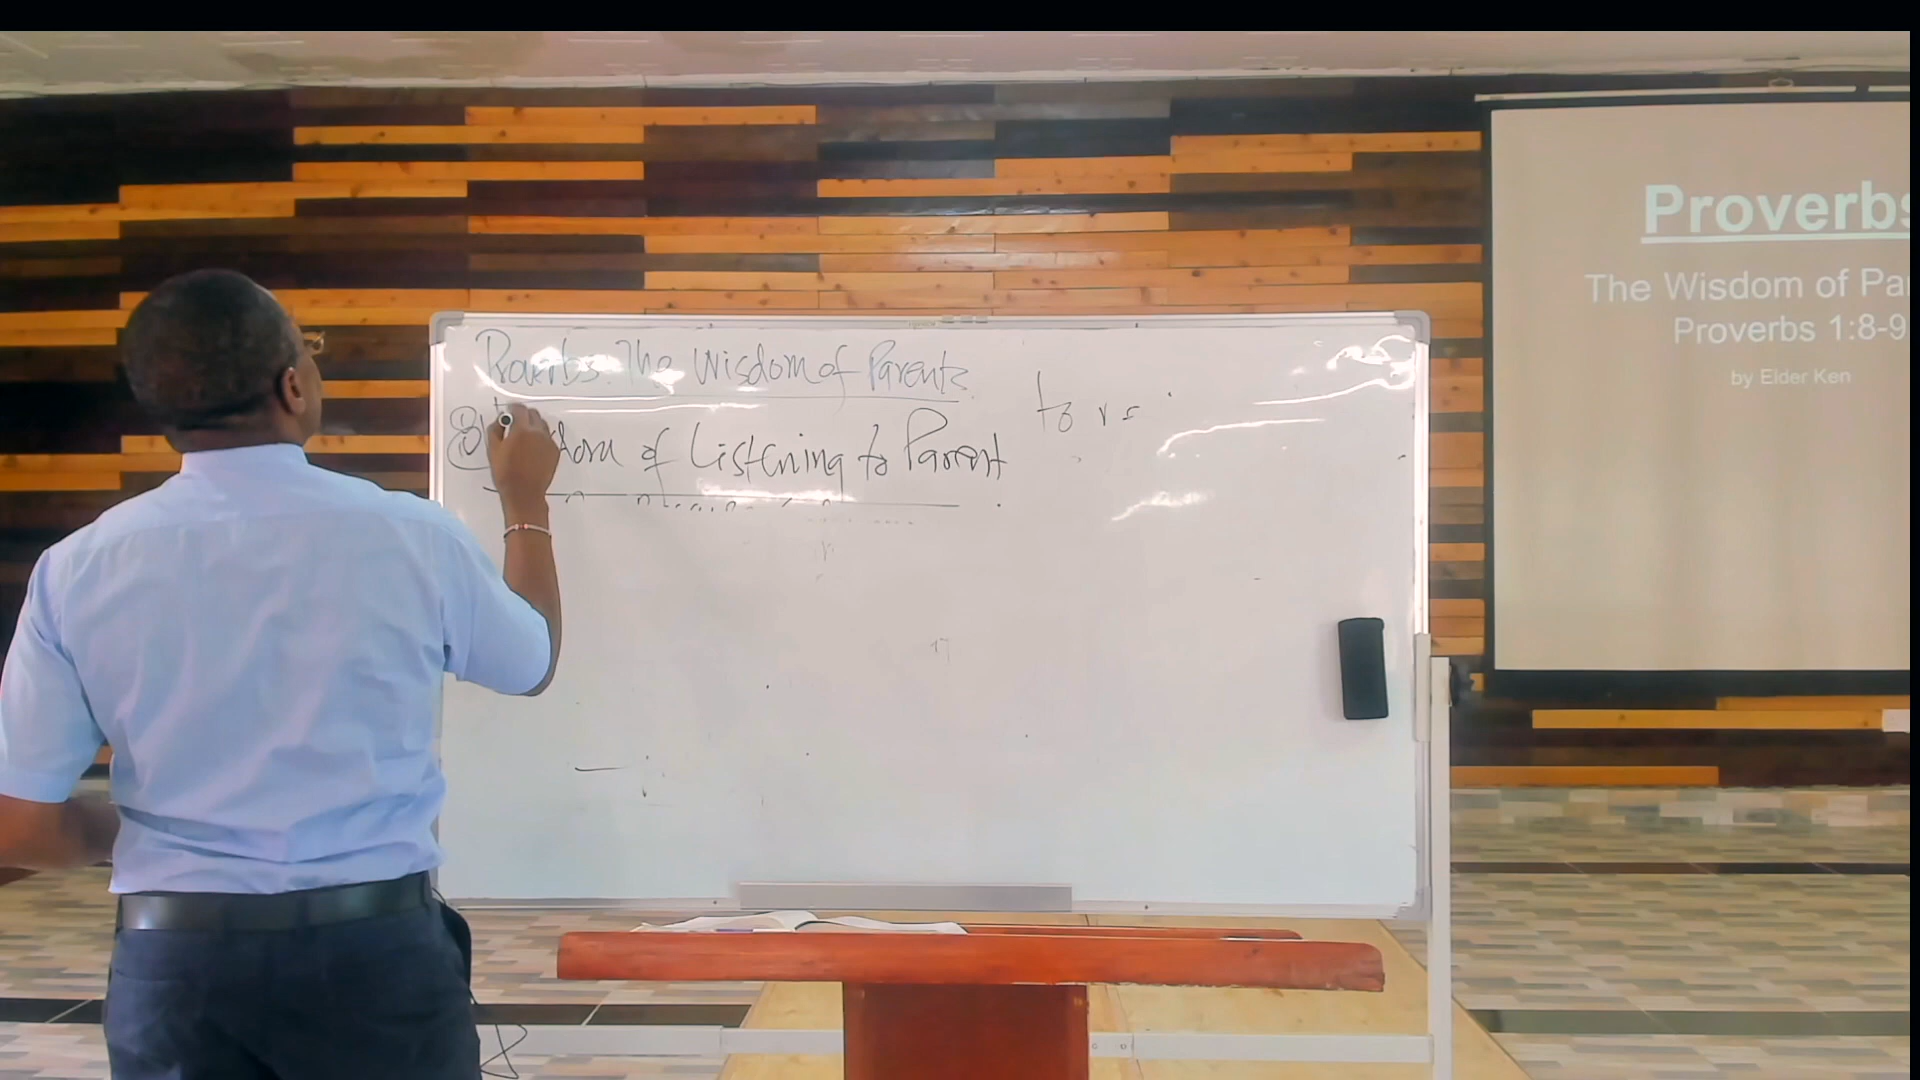 Proverbs: The Wisdom of Parents
of Listening to Parent
to
Proverbs
The Wisdom of Pa
Proverbs 1:8-9
by Elder Ken